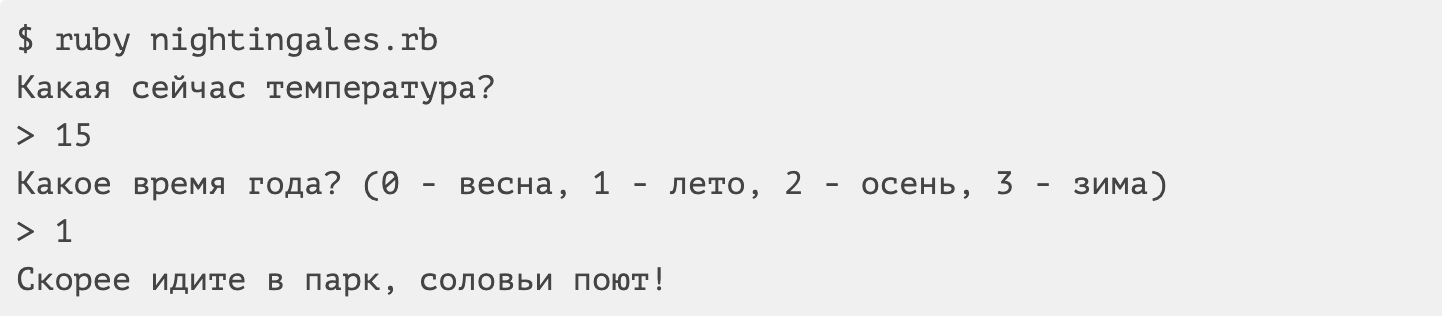 $ ruby nightingales.rb
Какая сейчас температура?
> 15
Какое время года? (0 - весна, 1 - лето, 2 - осень, 3 - зима)
> 1
Скорее идите в парк, соловьи поют!